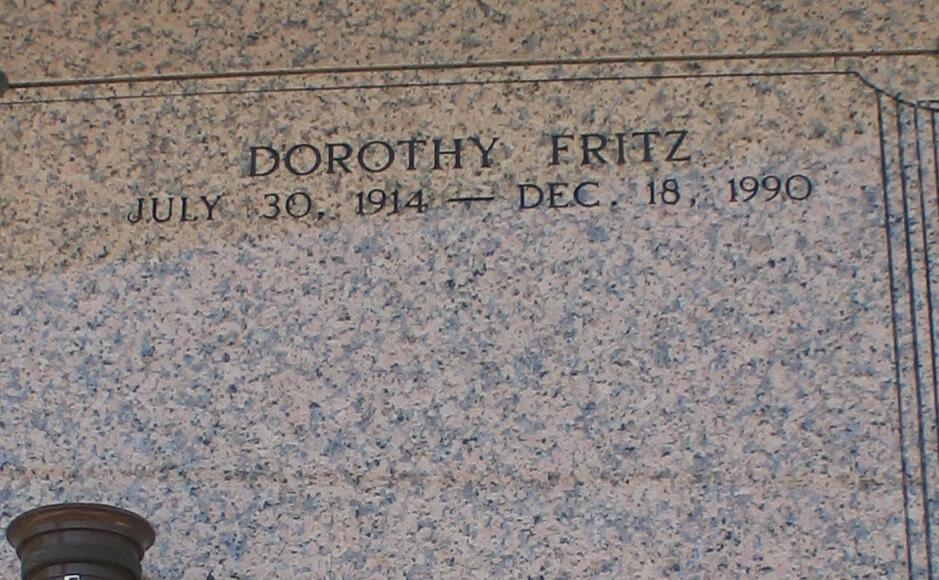 DOROTHY FRITZ
JULY 30, 1914 — DEC. 18, 1990